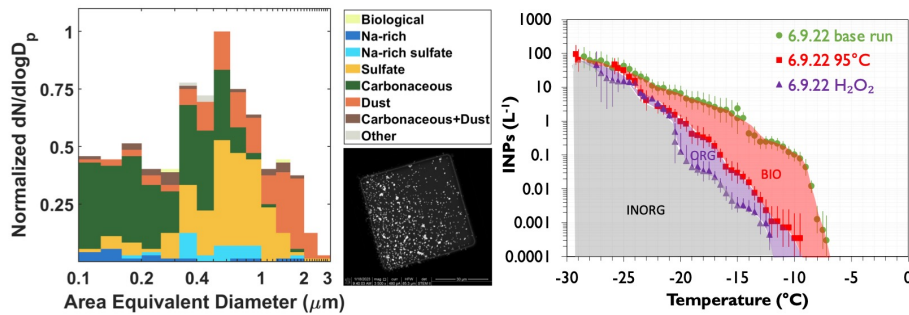 Normalized dN/dlogDp
1
0.75
0.5
0.25
0.1
0.2
0.4
1
2
3
Area Equivalent Diameter (μm)
Biological
Na-rich
Na-rich sulfate
Sulfate
Carbonaceous
Dust
Carbonaceous+Dust
Other
INPs (L⁻¹)
1000
100
10
1
0.1
0.01
0.001
0.0001
6.9.22 base run
6.9.22 95°C
6.9.22 H₂O₂
ORG
BIO
INORG
-30
-25
-20
-15
-10
-5
0
Temperature (°C)